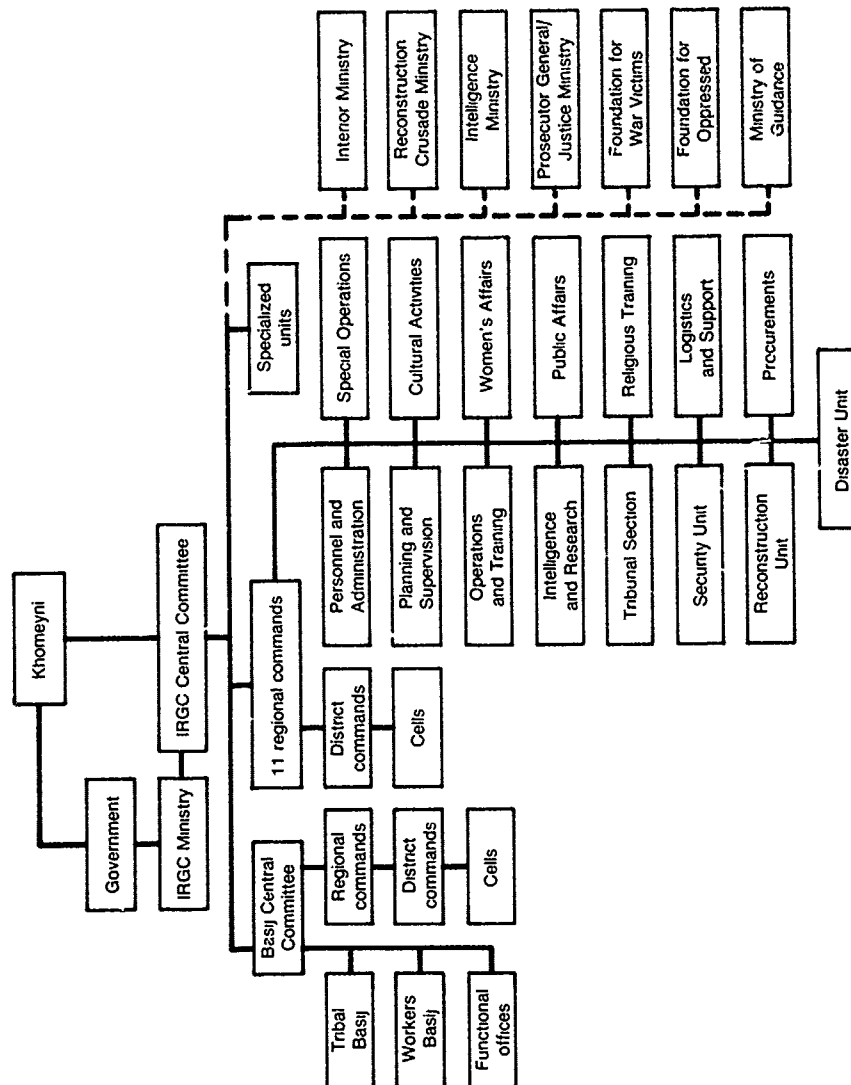 Khomeyni
Government
IRGC Ministry
IRGC Central Committee
Basij Central
Committee
11 regional commands
Specialized
units
Tribal
Basij
Workers
Basij
Functional
offices
Regional
commands
District
commands
Cells
District
commands
Cells
Personnel and
Administration
Special Operations
Planning and
Supervision
Cultural Activities
Operations
and Training
Women's Affairs
Intelligence
and Research
Public Affairs
Tribunal Section
Religious Training
Security Unit
Logistics
and Support
Reconstruction
Unit
Procurements
Disaster Unit
Interior Ministry
Reconstruction
Crusade Ministry
Intelligence
Ministry
Prosecutor General/
Justice Ministry
Foundation for
War Victims
Foundation for
Oppressed
Ministry of
Guidance